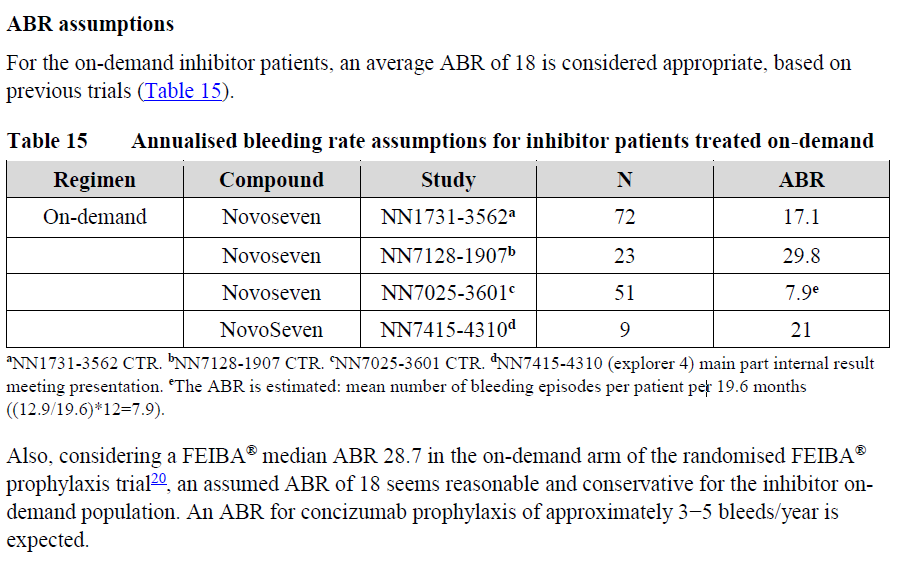 ABR assumptions
For the on-demand inhibitor patients, an average ABR of 18 is considered appropriate, based on
previous trials (Table 15).
Table 15 Annualised bleeding rate assumptions for inhibitor patients treated on-demand
Regimen Compound Study N ABR
On-demand Novoseven NN1731-3562ᵃ 72 17.1
Novoseven NN7128-1907ᵇ 23 29.8
Novoseven NN7025-3601ᶜ 51 7.9ᵉ
NovoSeven NN7415-4310ᵈ 9 21
ᵃNN1731-3562 CTR. ᵇNN7128-1907 CTR. ᶜNN7025-3601 CTR. ᵈNN7415-4310 (explorer 4) main part internal result
meeting presentation. ᵉThe ABR is estimated: mean number of bleeding episodes per patient per 19.6 months
((12.9/19.6)*12=7.9).
Also, considering a FEIBA® median ABR 28.7 in the on-demand arm of the randomised FEIBA®
prophylaxis trial²⁰, an assumed ABR of 18 seems reasonable and conservative for the inhibitor on-
demand population. An ABR for concizumab prophylaxis of approximately 3−5 bleeds/year is
expected.